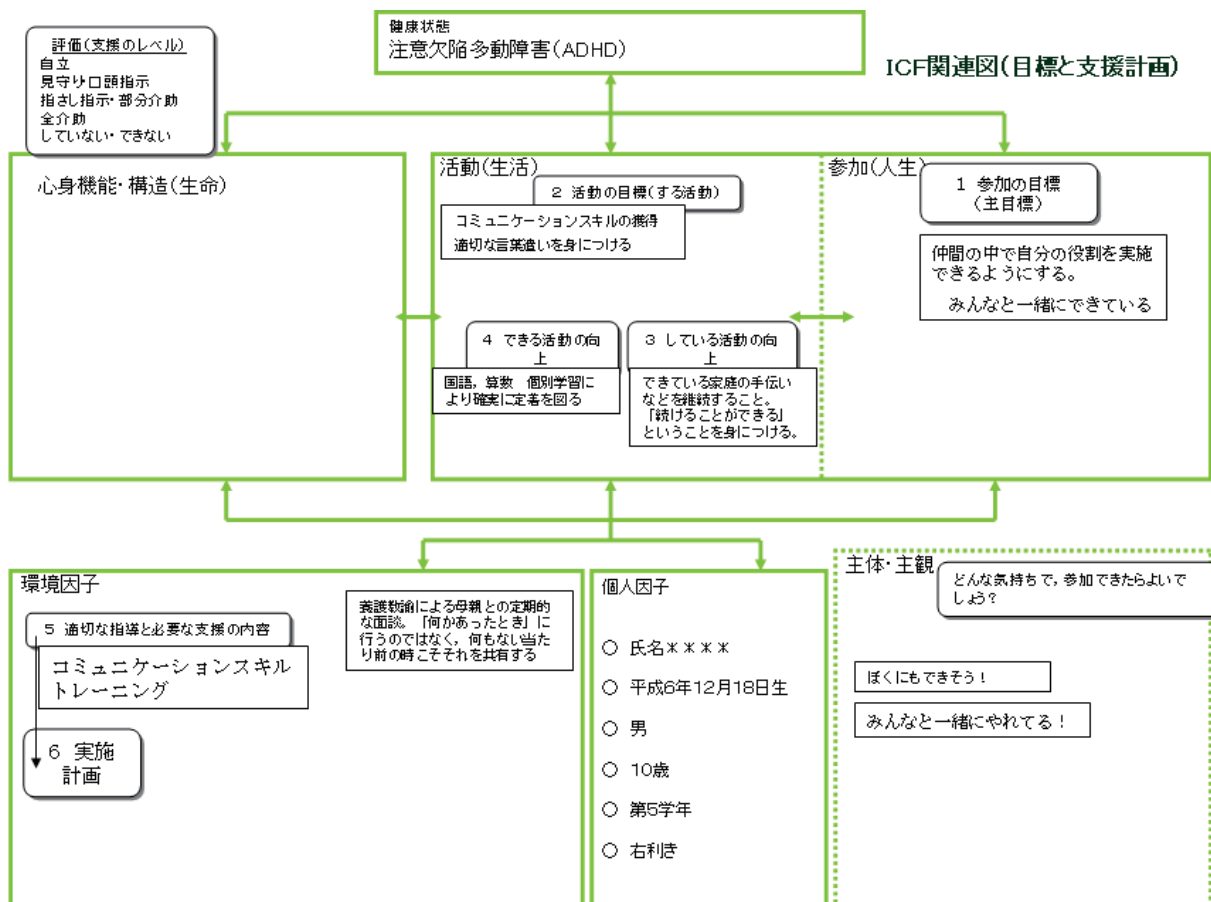 評価(支援のレベル)
自立
見守り・口頭指示
指さし指示・部分介助
全介助
していない・できない
健康状態
注意欠陥多動障害(ADHD)
ICF関連図(目標と支援計画)
心身機能・構造(生命)
活動(生活)
2 活動の目標(する活動)
コミュニケーションスキルの獲得
適切な言葉遣いを身につける
4 できる活動の向
上
国語,算数 個別学習に
より確実に定着を図る
3 している活動の向
上
できている家庭の手伝い
などを継続すること。
「続けることができる」
ということを身につける。
参加(人生)
1 参加の目標
(主目標)
仲間の中で自分の役割を実施
できるようにする。
みんなと一緒にできている
環境因子
5 適切な指導と必要な支援の内容
コミュニケーションスキル
トレーニング
6 実施
計画
養護教諭による母親との定期的
な面談。「何かあったとき」に
行うのではなく,何もない当た
り前の時こそそれを共有する
個人因子
○ 氏名＊＊＊＊
○ 平成6年12月18日生
○ 男
○ 10歳
○ 第5学年
○ 右利き
主体・主観
どんな気持ちで,参加できたらよいで
しょう?
ぼくにもできそう!
みんなと一緒にやれてる!